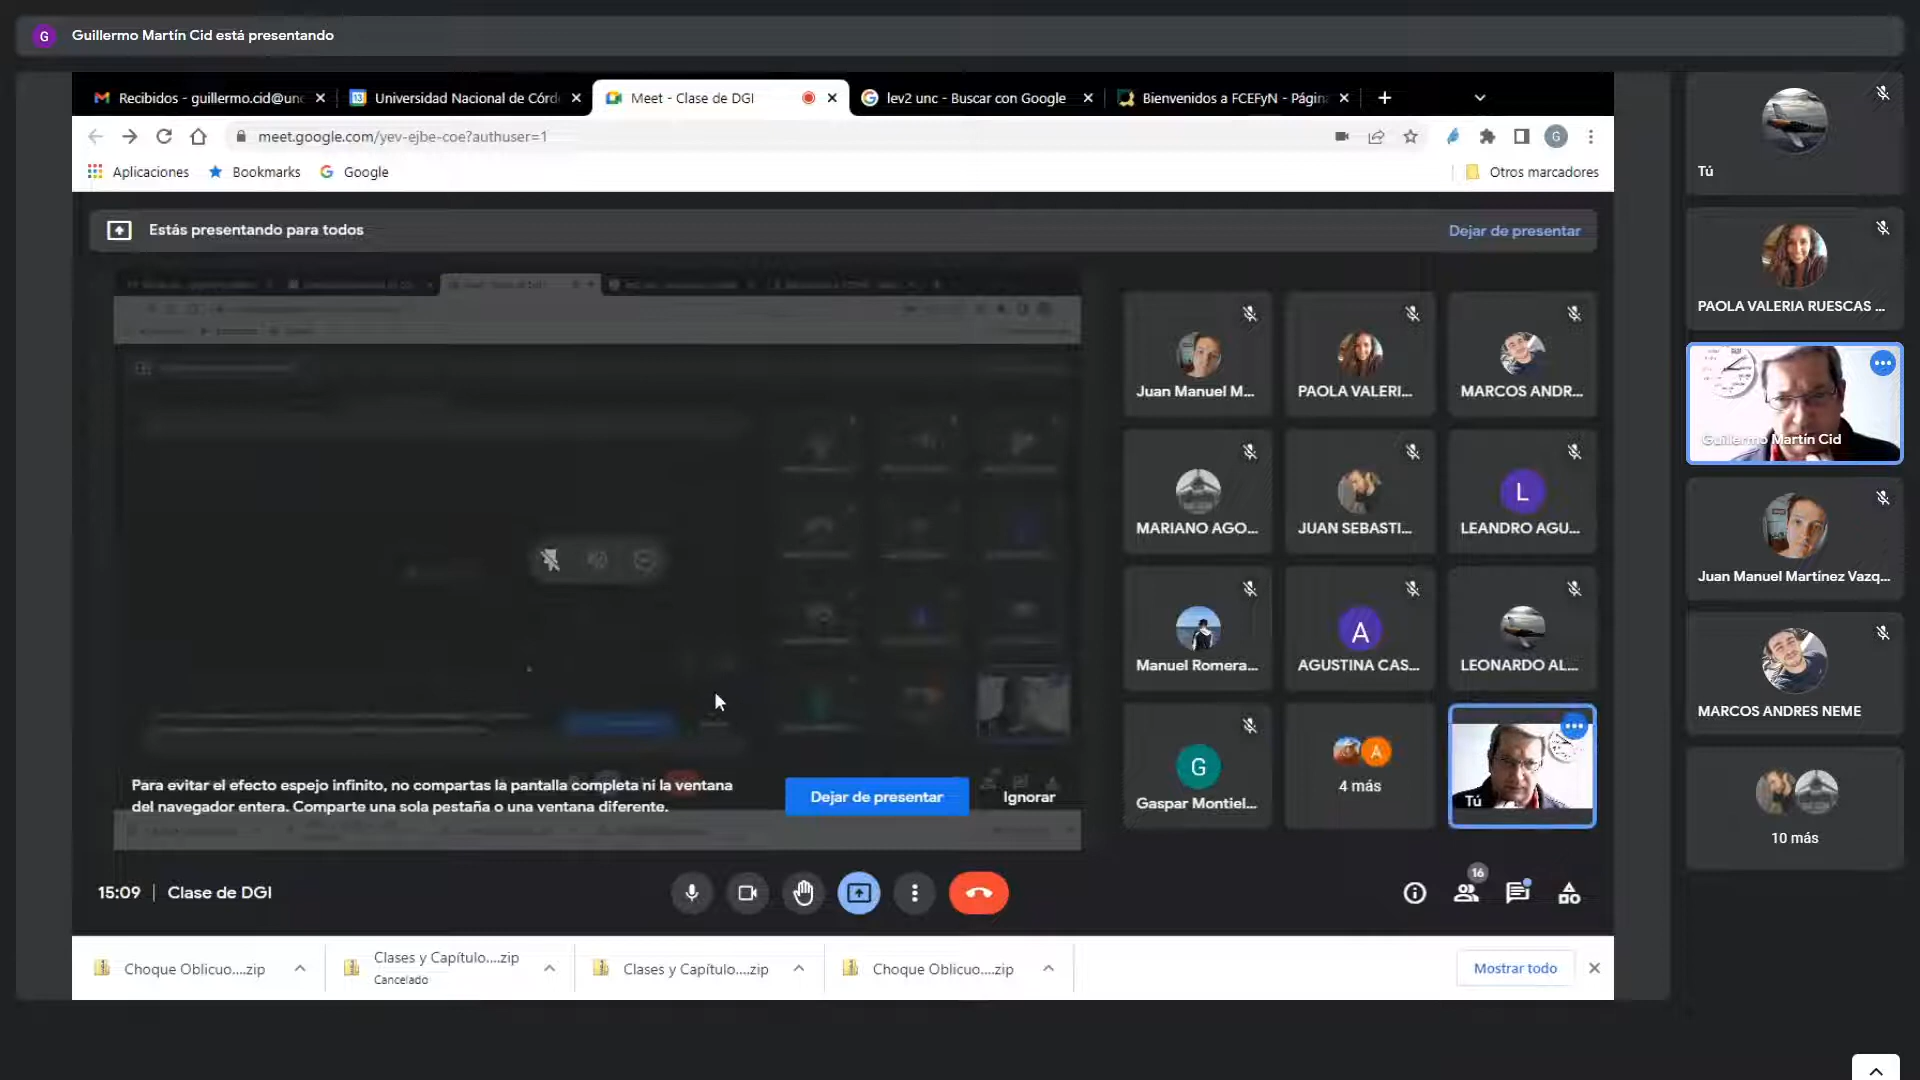 G Guillermo Martín Cid está presentando
Recibidos - guillermo.cid@unc
Universidad Nacional de Córdo
Meet - Clase de DGI
lev2 unc - Buscar con Google
Bienvenidos a FCEFyN - Págin
meet.google.com/yev-ejbe-coe?authuser=1
G
Aplicaciones
Bookmarks
Google
Otros marcadores
Estás presentando para todos
Dejar de presentar
Juan Manuel M...
PAOLA VALERI...
MARCOS ANDR...
MARIANO AGO...
JUAN SEBASTI...
L
LEANDRO AGU...
Manuel Romera...
A
AGUSTINA CAS...
LEONARDO AL...
G
Gaspar Montiel...
A
4 más
Tú
Para evitar el efecto espejo infinito, no compartas la pantalla completa ni la ventana
del navegador entera. Comparte una sola pestaña o una ventana diferente.
Dejar de presentar
Ignorar
15:09 | Clase de DGI
16
Choque Oblicuo....zip
Clases y Capítulo....zip
Cancelado
Clases y Capítulo....zip
Choque Oblicuo....zip
Mostrar todo
Tú
PAOLA VALERIA RUESCAS ...
Guillermo Martín Cid
Juan Manuel Martínez Vazq...
MARCOS ANDRES NEME
10 más